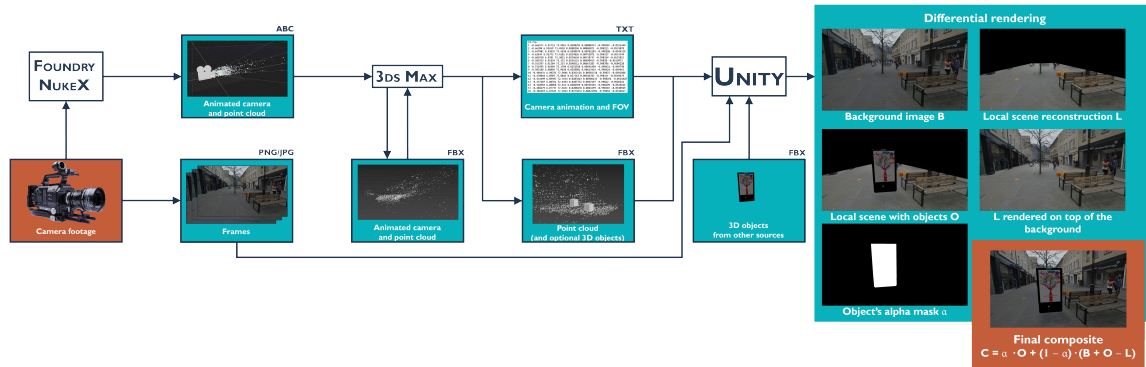 ABC
TXT
Differential rendering
FOUNDRY
NUKEX
3DS MAX
UNITY
Animated camera
and point cloud
Camera animation and FOV
Background image B
Local scene reconstruction L
PNG/JPG
FBX
FBX
Camera footage
Frames
Animated camera
and point cloud
Point cloud
(and optional 3D objects)
3D objects
from other sources
Local scene with objects O
L rendered on top of the
background
Object's alpha mask α
Final composite
C = α · O + (1 – α) · (B + O – L)